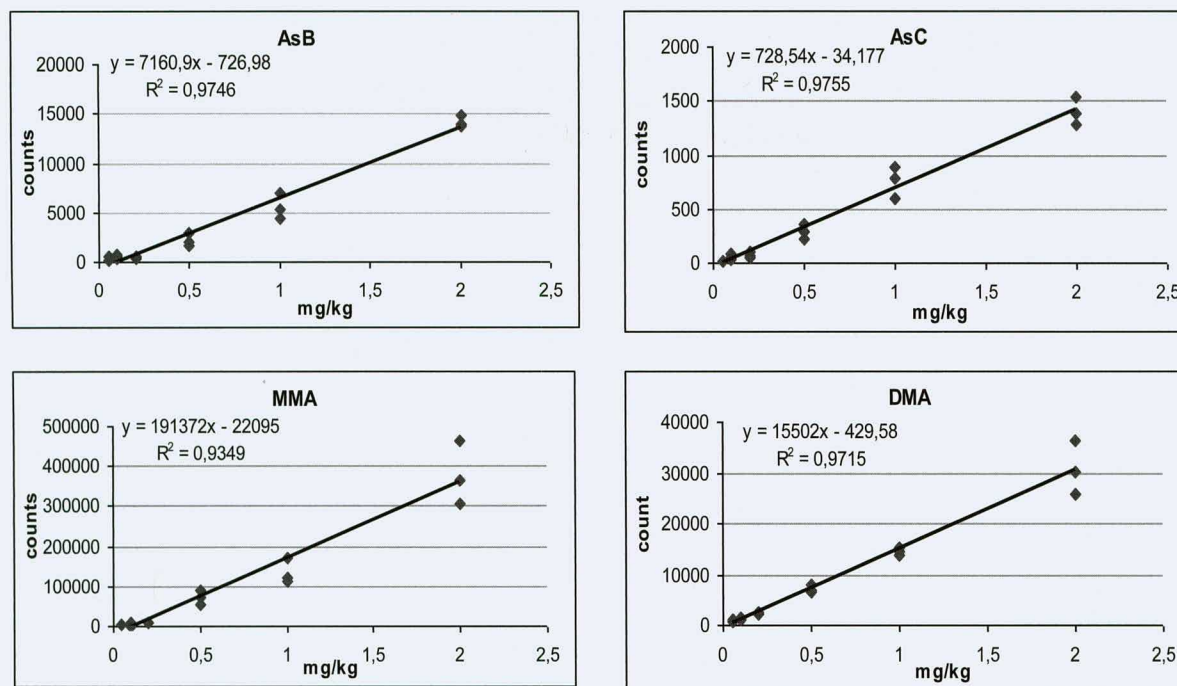 AsB
y = 7160,9x - 726,98
R² = 0,9746
20000
15000
10000
5000
0
counts
0 0,5 1 1,5 2 2,5
mg/kg
AsC
y = 728,54x - 34,177
R² = 0,9755
2000
1500
1000
500
0
counts
0 0,5 1 1,5 2 2,5
mg/kg
MMA
y = 191372x - 22095
R² = 0,9349
500000
400000
300000
200000
100000
0
counts
0 0,5 1 1,5 2 2,5
mg/kg
DMA
y = 15502x - 429,58
R² = 0,9715
40000
30000
20000
10000
0
count
0 0,5 1 1,5 2 2,5
mg/kg